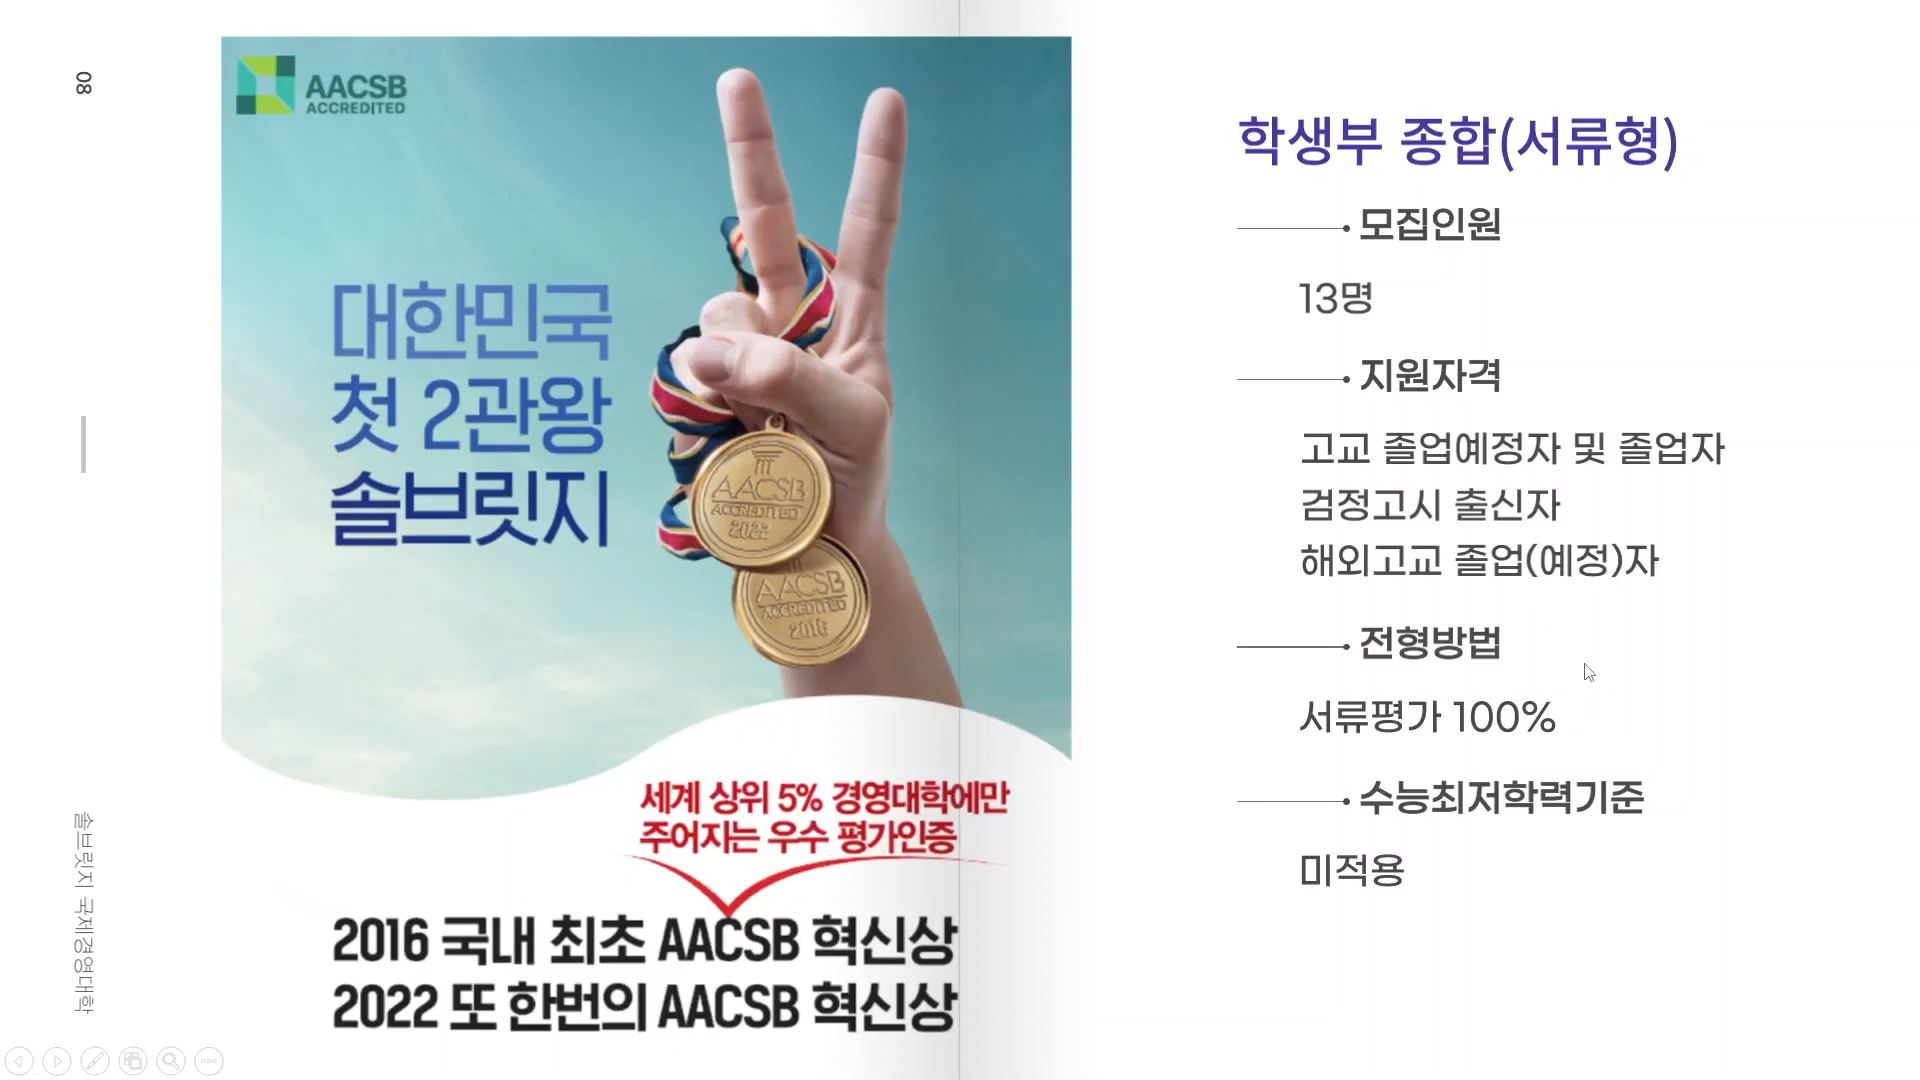 08
솔브릿지 국제경영대학
AACSB
ACCREDITED
대한민국
첫 2관왕
솔브릿지
AACSB
ACCREDITED
2022
AACSB
ACCREDITED
2016
세계 상위 5% 경영대학에만
주어지는 우수 평가인증
2016 국내 최초 AACSB 혁신상
2022 또 한번의 AACSB 혁신상
학생부 종합(서류형)
모집인원
13명
지원자격
고교 졸업예정자 및 졸업자
검정고시 출신자
해외고교 졸업(예정)자
전형방법
서류평가 100%
수능최저학력기준
미적용